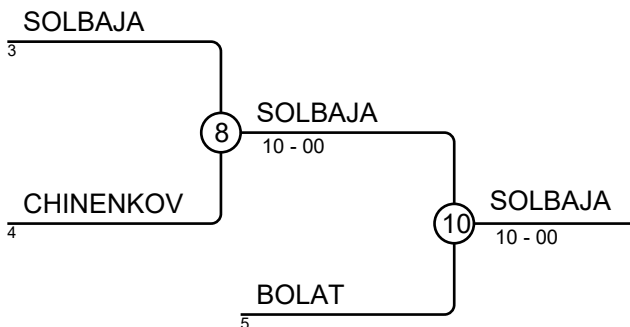 SOLBAJA
3
8
SOLBAJA
10 - 00
CHINENKOV
4
10
SOLBAJA
10 - 00
BOLAT
5